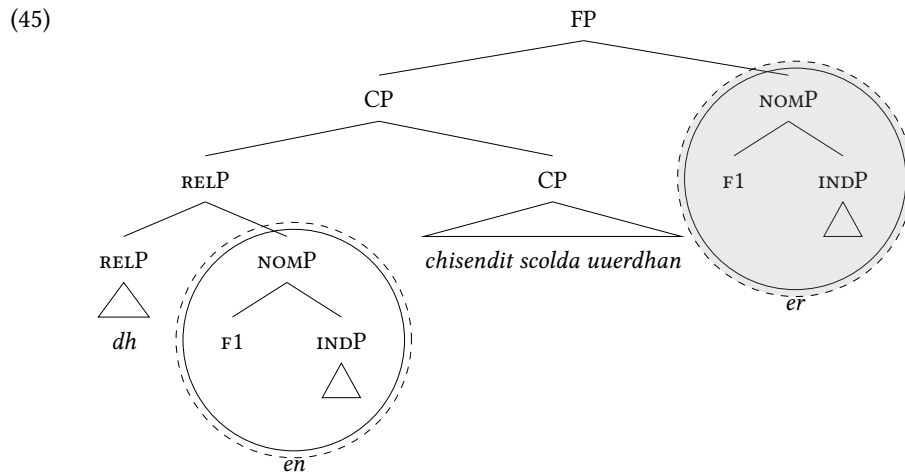 (45)
FP
CP
NOMP
RELP
CP
F1
INDP
RELP
NOMP
chisendit scolda uuerdhan
er
dh
F1
INDP
en